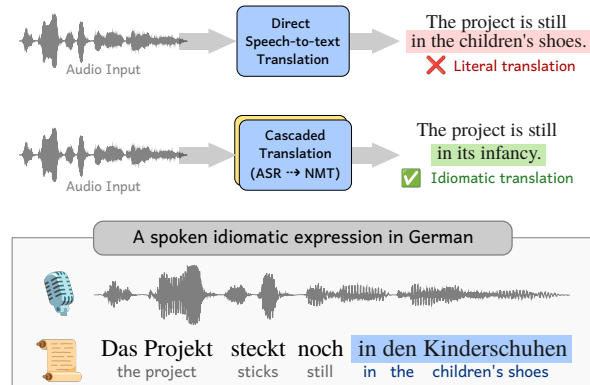 Audio Input
Direct
Speech-to-text
Translation
The project is still
in the children's shoes.
❌ Literal translation
Audio Input
Cascaded
Translation
(ASR ⇢ NMT)
The project is still
in its infancy.
✅ Idiomatic translation
A spoken idiomatic expression in German
Das Projekt steckt noch in den Kinderschuhen
the project sticks still in the children's shoes